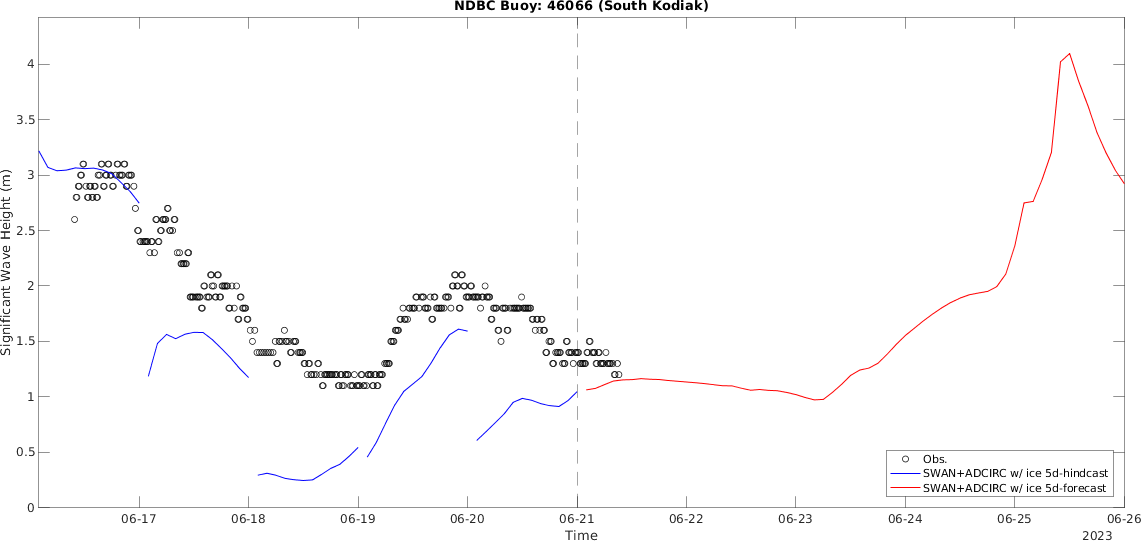 NDBC Buoy: 46066 (South Kodiak)
Significant Wave Height (m)
4
3.5
3
2.5
2
1.5
1
0.5
0
Obs.
SWAN+ADCIRC w/ ice 5d-hindcast
SWAN+ADCIRC w/ ice 5d-forecast
06-17 06-18 06-19 06-20 06-21 06-22 06-23 06-24 06-25 06-26
Time
2023